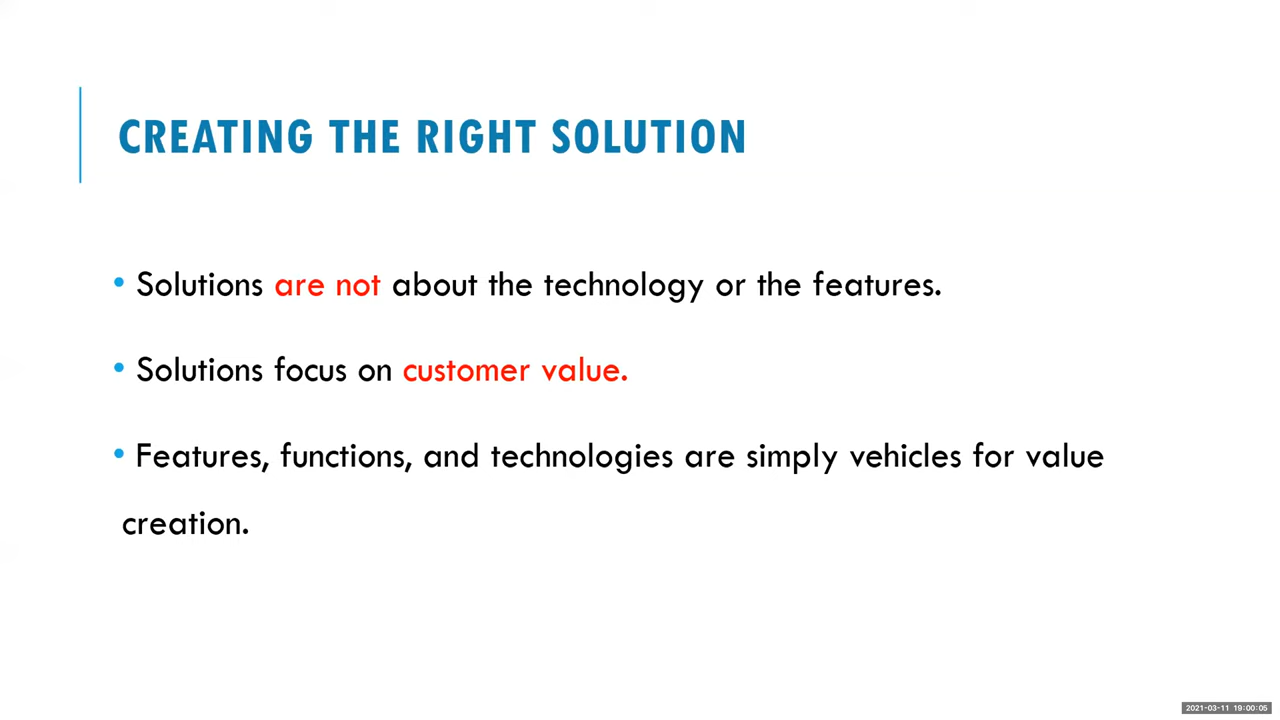 CREATING THE RIGHT SOLUTION
• Solutions are not about the technology or the features.
• Solutions focus on customer value.
• Features, functions, and technologies are simply vehicles for value
creation.
2021-03-11 19:00:05